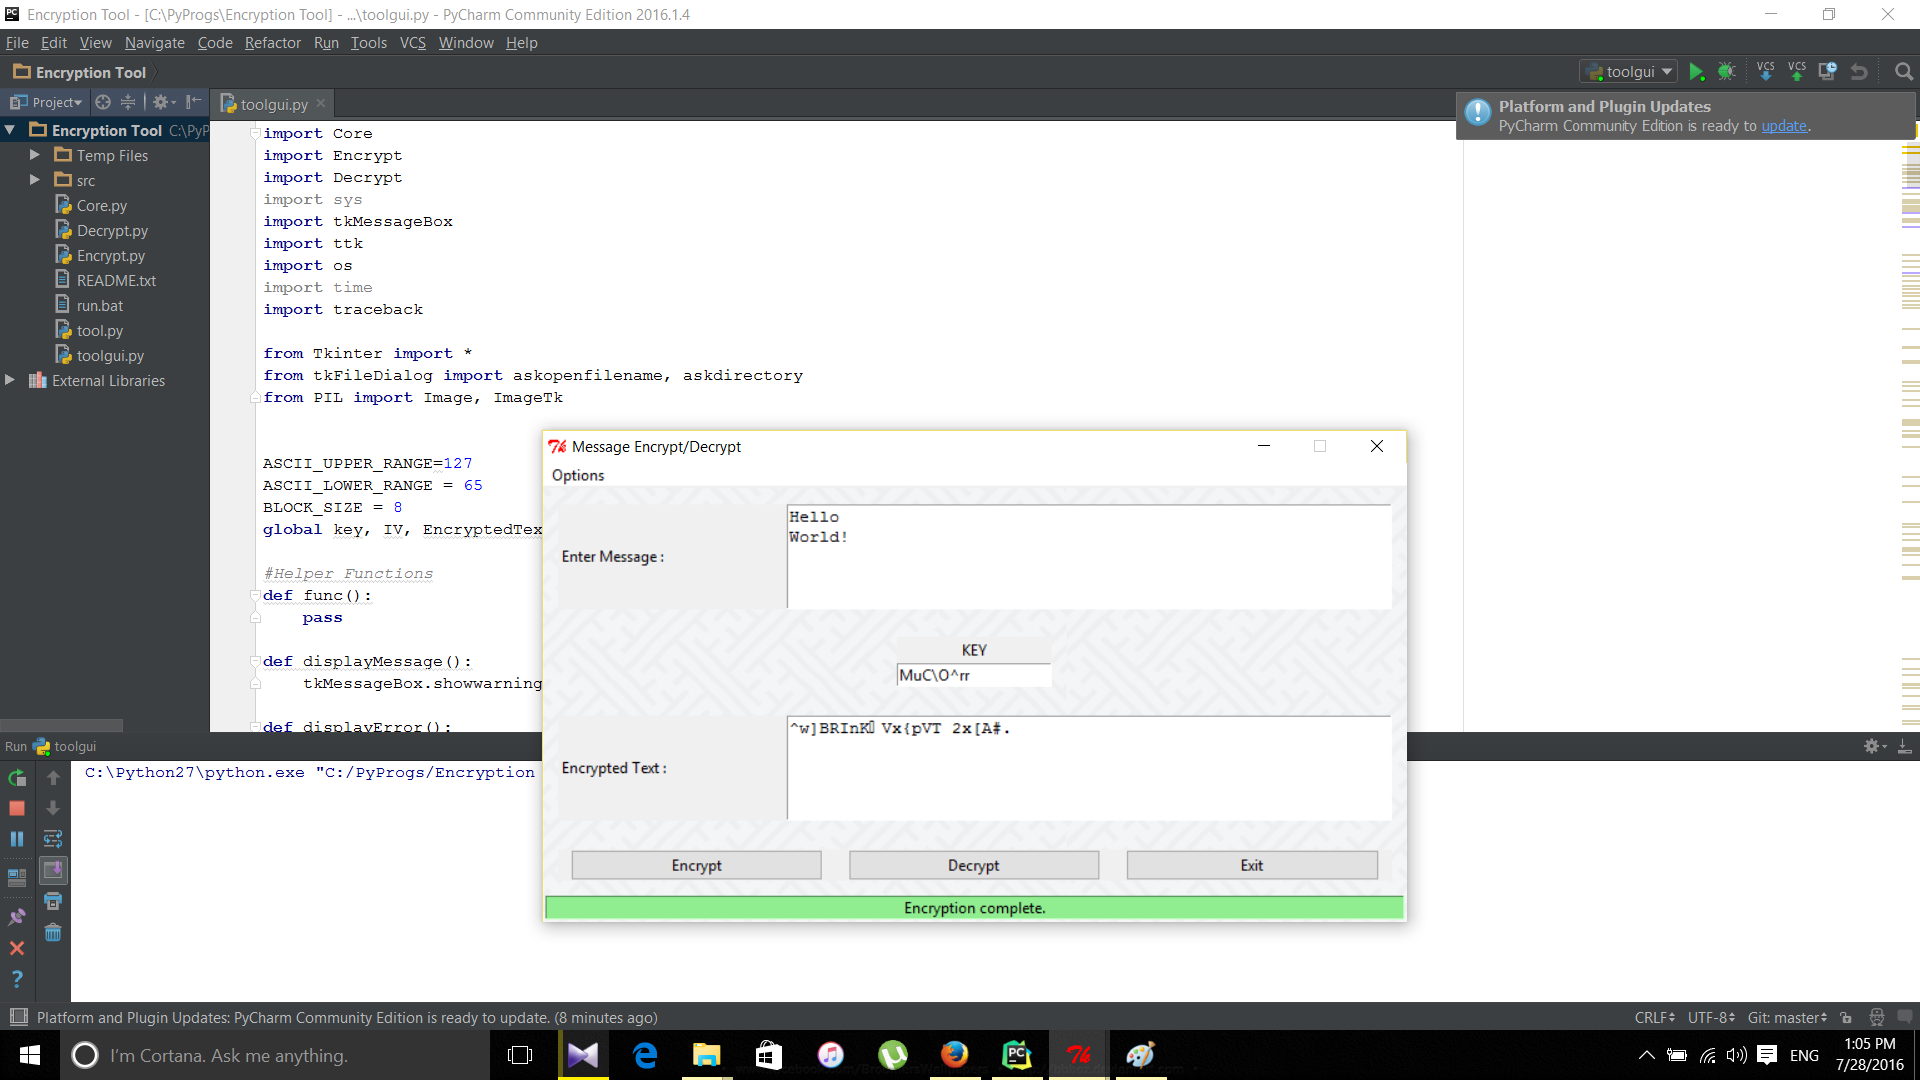 Encryption Tool - [C:\PyProgs\Encryption Tool] - ...\toolgui.py - PyCharm Community Edition 2016.1.4
File Edit View Navigate Code Refactor Run Tools VCS Window Help
Encryption Tool
toolgui
VCS VCS
Project
toolgui.py
Platform and Plugin Updates
PyCharm Community Edition is ready to update.
Encryption Tool C:\PyP
Temp Files
src
Core.py
Decrypt.py
Encrypt.py
README.txt
run.bat
tool.py
toolgui.py
External Libraries
import Core
import Encrypt
import Decrypt
import sys
import tkMessageBox
import ttk
import os
import time
import traceback
from Tkinter import *
from tkFileDialog import askopenfilename, askdirectory
from PIL import Image, ImageTk
ASCII_UPPER_RANGE=127
ASCII_LOWER_RANGE = 65
BLOCK_SIZE = 8
global key, IV, EncryptedTex
#Helper Functions
def func():
pass
def displayMessage():
tkMessageBox.showwarning
def displayError():
Message Encrypt/Decrypt
Options
Enter Message :
Hello
World!
KEY
MuC\O^rr
Encrypted Text :
^w]BRInK▯ Vx{pVT 2x[A#.
Encrypt Decrypt Exit
Encryption complete.
Run toolgui
C:\Python27\python.exe "C:/PyProgs/Encryption
Platform and Plugin Updates: PyCharm Community Edition is ready to update. (8 minutes ago)
CRLF UTF-8 Git: master
I'm Cortana. Ask me anything.
ENG
1:05 PM
7/28/2016